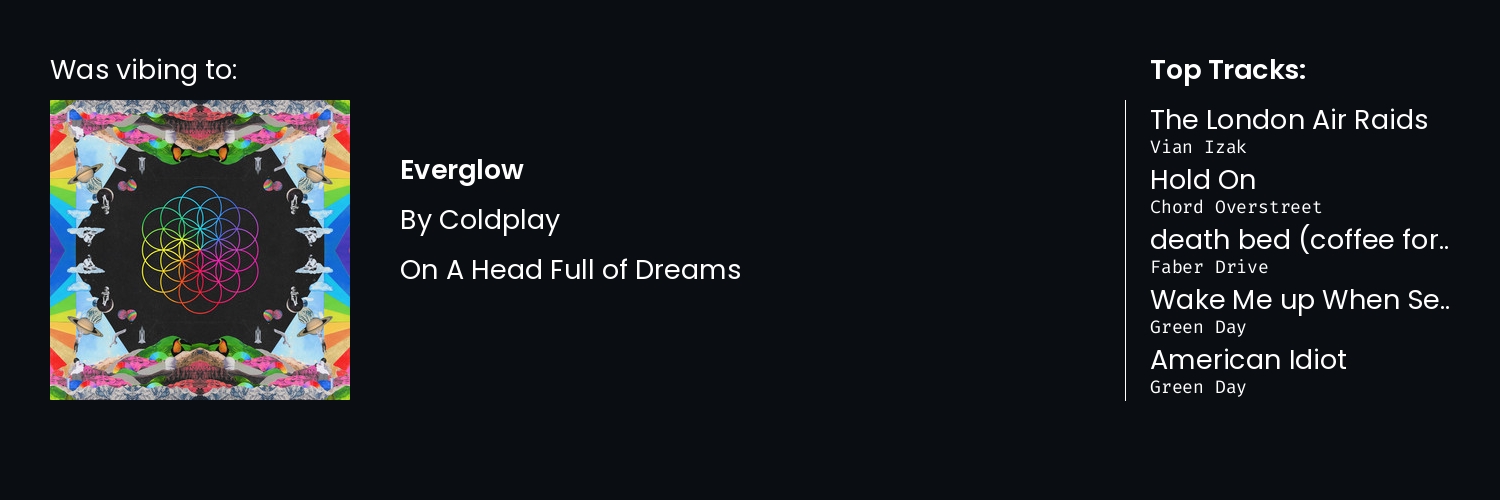 Was vibing to:
Everglow
By Coldplay
On A Head Full of Dreams
Top Tracks:
The London Air Raids
Vian Izak
Hold On
Chord Overstreet
death bed (coffee for..
Faber Drive
Wake Me up When Se..
Green Day
American Idiot
Green Day